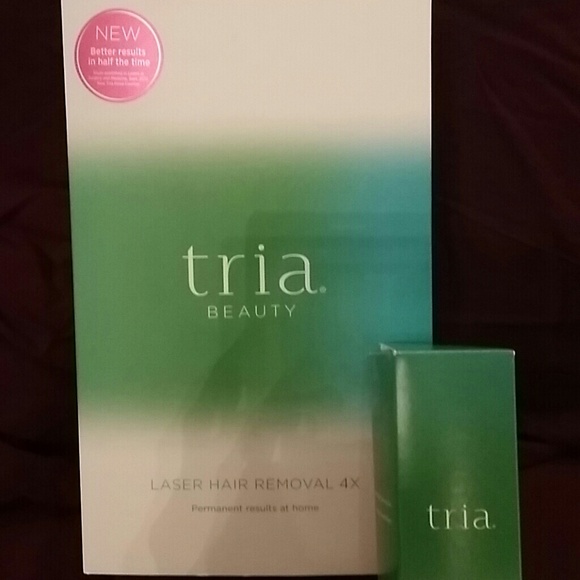 NEW
Better results
in half the time
tria®
BEAUTY
LASER HAIR REMOVAL 4X
Permanent results at home
tria